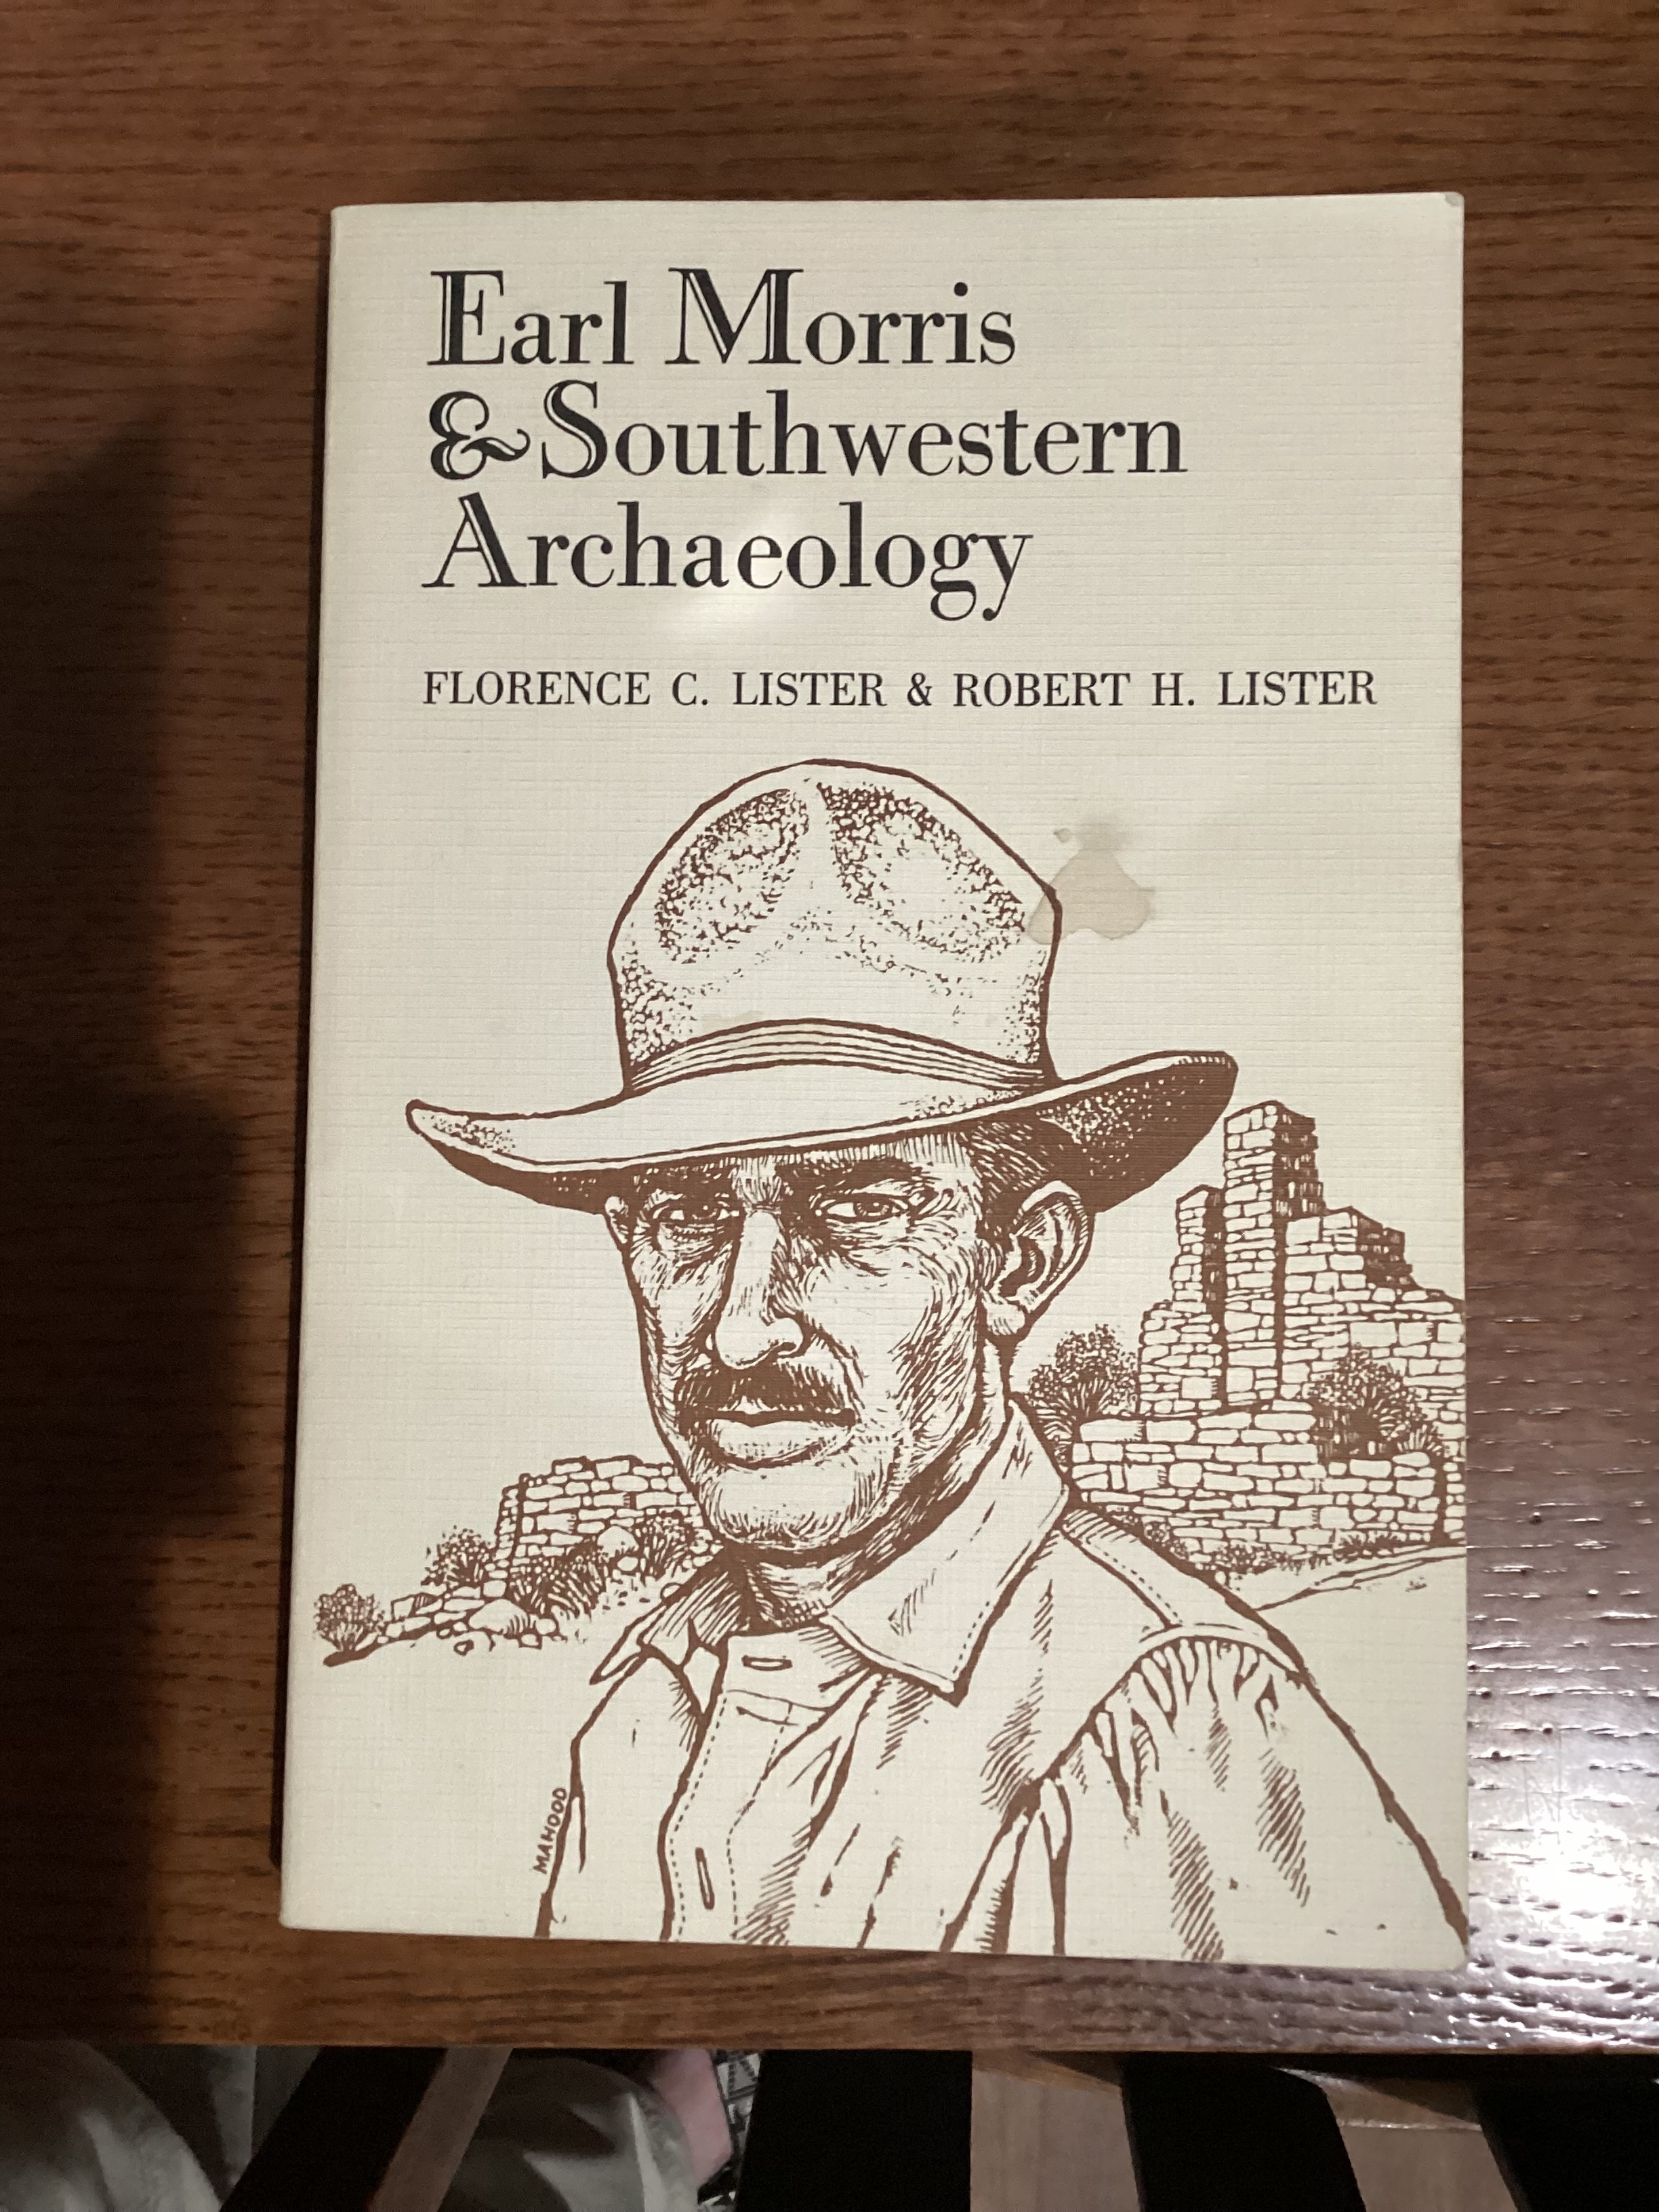 Earl Morris
& Southwestern
Archaeology
FLORENCE C. LISTER & ROBERT H. LISTER
MAHOOD